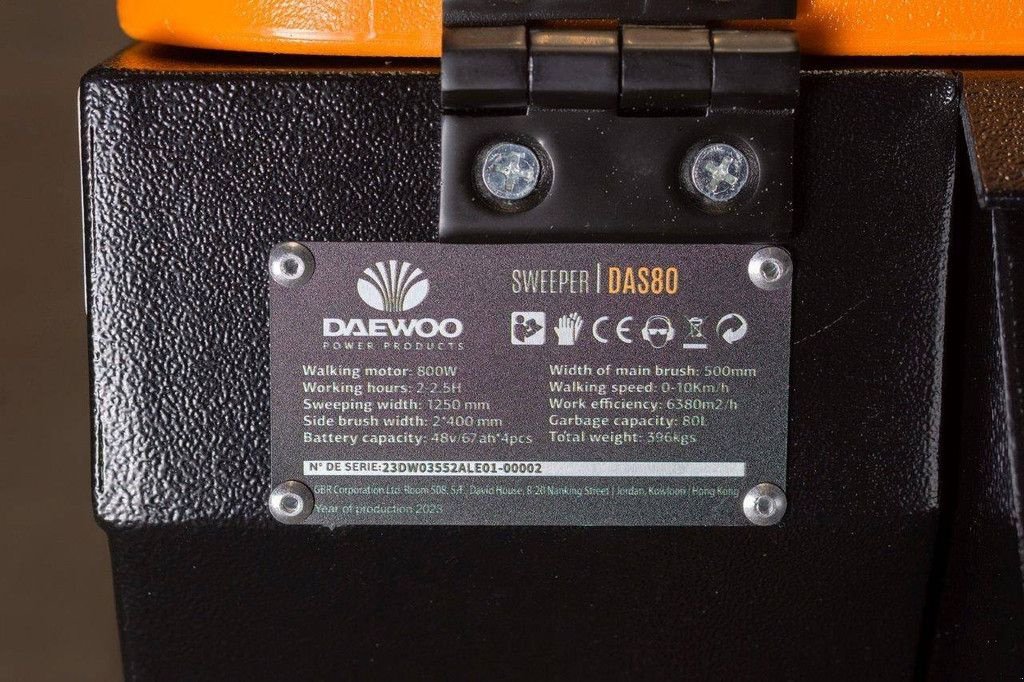 DAEWOO
POWER PRODUCTS
SWEEPER | DAS80
CE
Walking motor: 800W
Working hours: 2-2.5H
Sweeping width: 1250 mm
Side brush width: 2*400 mm
Battery capacity: 48v/67ah*4pcs
Width of main brush: 500mm
Walking speed: 0-10Km/h
Work efficiency: 6380m2/h
Garbage capacity: 80L
Total weight: 396kgs
N° DE SERIE:23DW03552ALE01-00002
GBR Corporation Ltd. Room 508, 5/F., David House, 8-20 Nanking Street | Jordan, Kowloon | Hong Kong
Year of production 2023